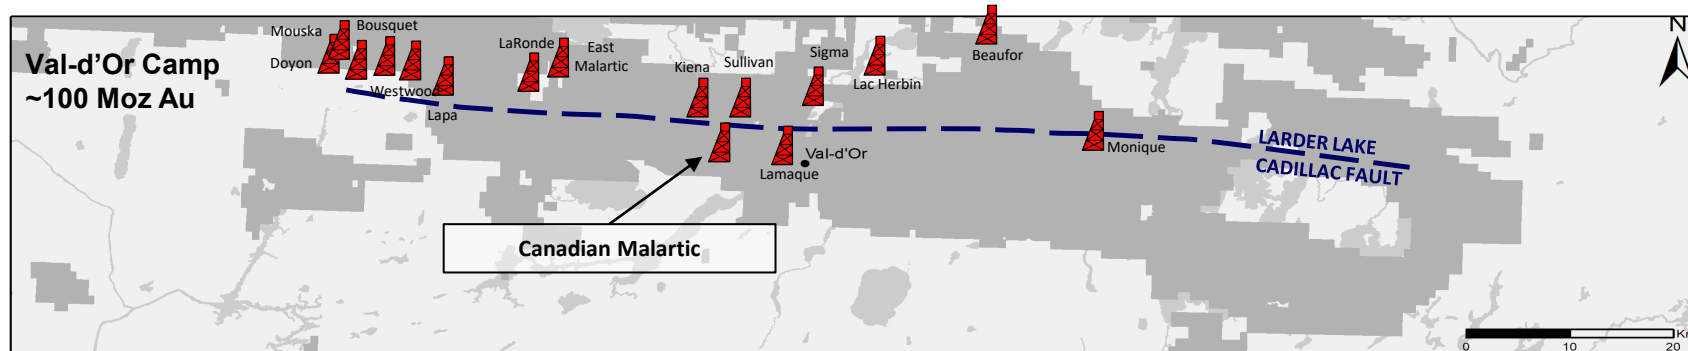 Val-d’Or Camp
~100 Moz Au
Mouska
Bousquet
Doyon
Westwood
Lapa
LaRonde
East
Malartic
Kiena
Sullivan
Sigma
Lac Herbin
Beaufor
Monique
Val-d'Or
Lamaque
LARDER LAKE
CADILLAC FAULT
Canadian Malartic
N
0 10 20